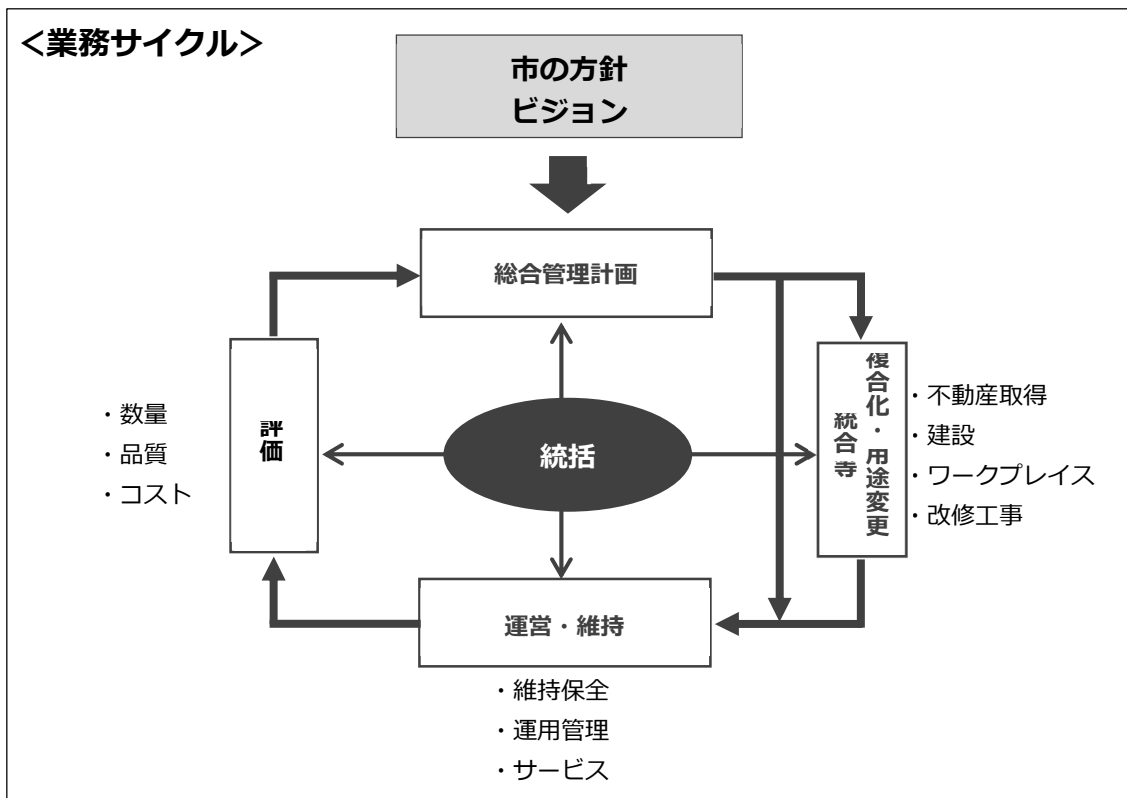 ＜業務サイクル＞
市の方針
ビジョン
総合管理計画
複合化・用途変更
統合等
・不動産取得
・建設
・ワークプレイス
・改修工事
統括
評価
・数量
・品質
・コスト
運営・維持
・維持保全
・運用管理
・サービス